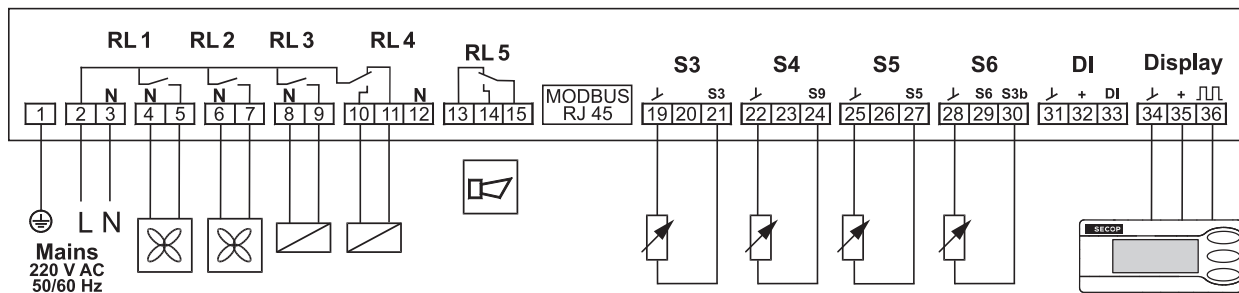 RL 1 RL 2 RL 3 RL 4 RL 5 S3 S4 S5 S6 DI Display
N N N N N MODBUS RJ 45 S3 S9 S5 S6 S3b + DI +
1 2 3 4 5 6 7 8 9 10 11 12 13 14 15 19 20 21 22 23 24 25 26 27 28 29 30 31 32 33 34 35 36
L N
SECOP
Mains
220 V AC
50/60 Hz